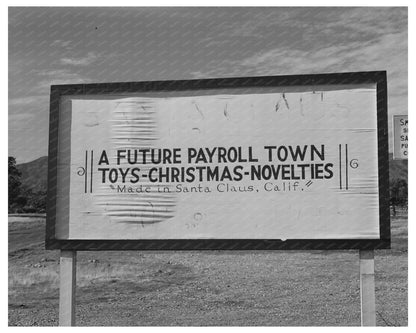 A FUTURE PAYROLL TOWN
TOYS-CHRISTMAS-NOVELTIES
"Made in Santa Claus, Calif."